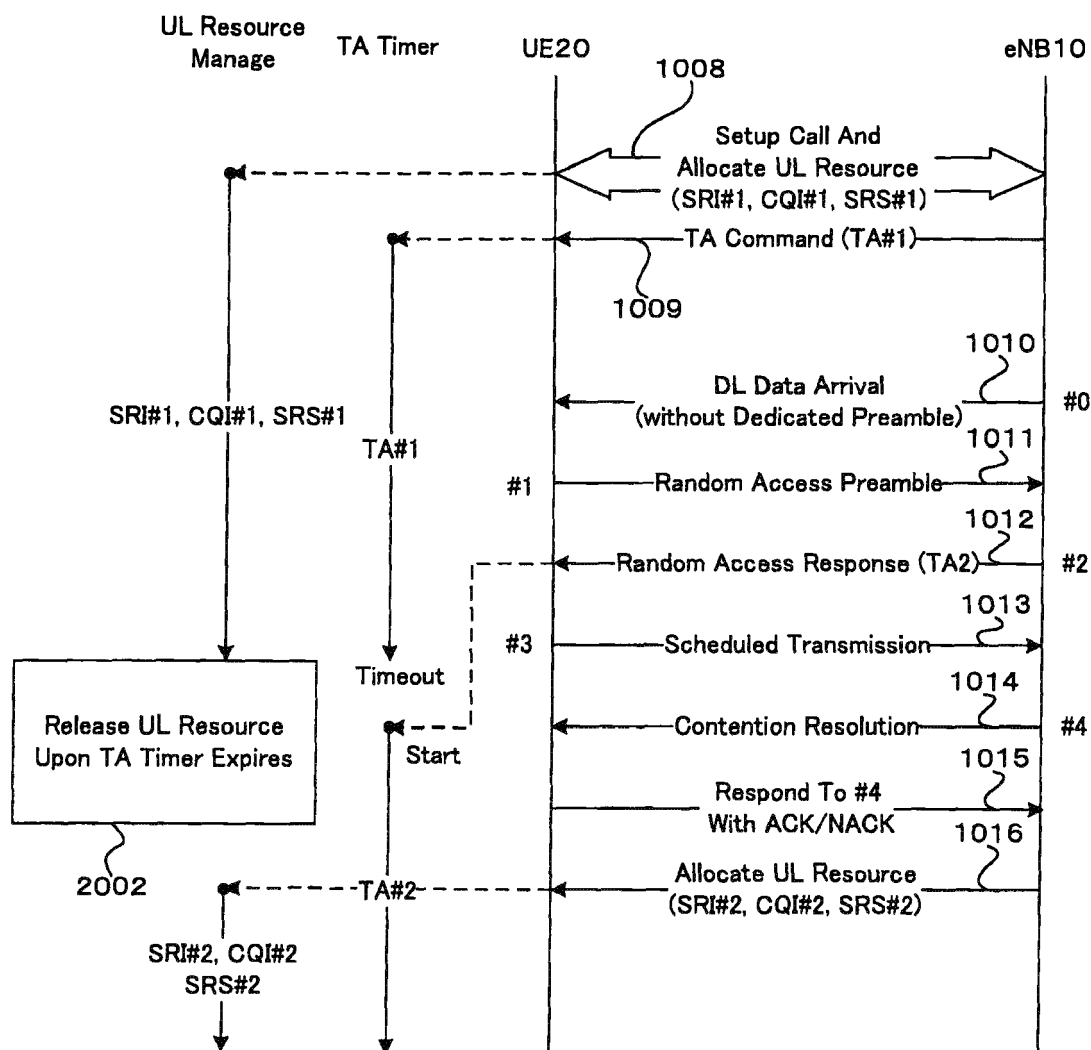 UL Resource
Manage
TA Timer
UE20
eNB10
1008
Setup Call And
Allocate UL Resource
(SRI#1, CQI#1, SRS#1)
TA Command (TA#1)
1009
1010
DL Data Arrival
(without Dedicated Preamble)
#0
SRI#1, CQI#1, SRS#1
TA#1
1011
#1
Random Access Preamble
1012
Random Access Response (TA2)
#2
1013
#3
Scheduled Transmission
Timeout
Release UL Resource
Upon TA Timer Expires
2002
1014
Contention Resolution
#4
Start
1015
Respond To #4
With ACK/NACK
1016
Allocate UL Resource
(SRI#2, CQI#2, SRS#2)
TA#2
SRI#2, CQI#2
SRS#2